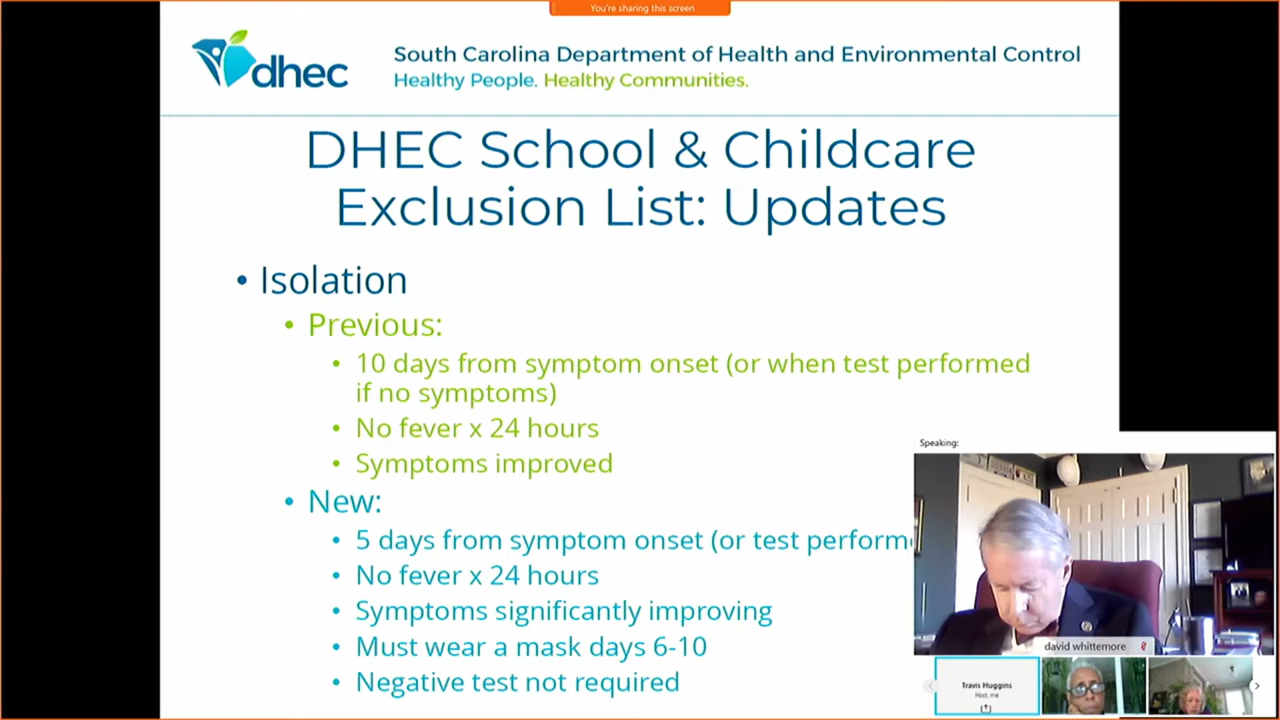 You're sharing this screen
dhec
South Carolina Department of Health and Environmental Control
Healthy People. Healthy Communities.
DHEC School & Childcare
Exclusion List: Updates
• Isolation
• Previous:
• 10 days from symptom onset (or when test performed
if no symptoms)
• No fever x 24 hours
• Symptoms improved
• New:
• 5 days from symptom onset (or test perform
• No fever x 24 hours
• Symptoms significantly improving
• Must wear a mask days 6-10
• Negative test not required
Speaking:
david whittemore
Travis Huggins
Host, me